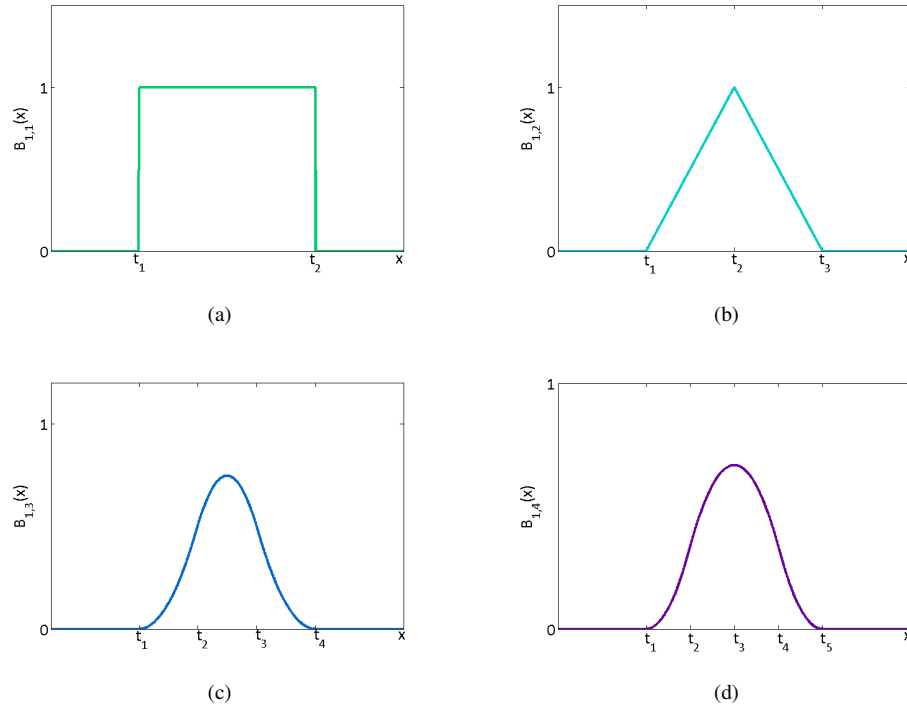 B1,1(x)
1
0
t1 t2 x
(a)
B1,2(x)
1
0
t1 t2 t3 x
(b)
B1,3(x)
1
0
t1 t2 t3 t4 x
(c)
B1,4(x)
1
0
t1 t2 t3 t4 t5 x
(d)